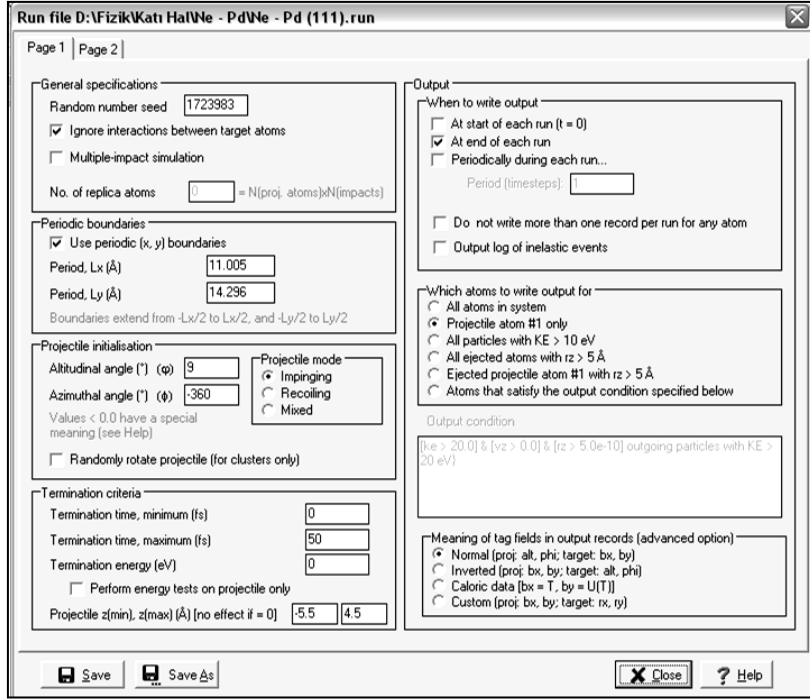 Run file D:\Fizik\Katı Hal\Ne - Pd\Ne - Pd (111).run
Page 1
Page 2
General specifications
Random number seed 1723983
Ignore interactions between target atoms
Multiple-impact simulation
No. of replica atoms 0 = N(proj. atoms)xN(impacts)
Periodic boundaries
Use periodic (x, y) boundaries
Period, Lx (Å) 11.005
Period, Ly (Å) 14.296
Boundaries extend from -Lx/2 to Lx/2, and -Ly/2 to Ly/2
Projectile initialisation
Altitudinal angle (°) (φ) 9
Azimuthal angle (°) (ϕ) -360
Values < 0.0 have a special
meaning (see Help)
Projectile mode
Impinging
Recoiling
Mixed
Randomly rotate projectile (for clusters only)
Termination criteria
Termination time, minimum (fs) 0
Termination time, maximum (fs) 50
Termination energy (eV) 0
Perform energy tests on projectile only
Projectile z(min), z(max) (Å) [no effect if = 0] -5.5 4.5
Output
When to write output
At start of each run (t = 0)
At end of each run
Periodically during each run...
Period (timesteps): 1
Do not write more than one record per run for any atom
Output log of inelastic events
Which atoms to write output for
All atoms in system
Projectile atom #1 only
All particles with KE > 10 eV
All ejected atoms with rz > 5 Å
Ejected projectile atom #1 with rz > 5 Å
Atoms that satisfy the output condition specified below
Output condition
[ke > 20.0] & [vz > 0.0] & [rz > 5.0e-10] outgoing particles with KE >
20 eV}
Meaning of tag fields in output records (advanced option)
Normal (proj: alt, phi; target: bx, by)
Inverted (proj: bx, by; target: alt, phi)
Caloric data [bx = T, by = U(T)]
Custom (proj: bx, by; target: rx, ry)
Save
Save As
Close
Help